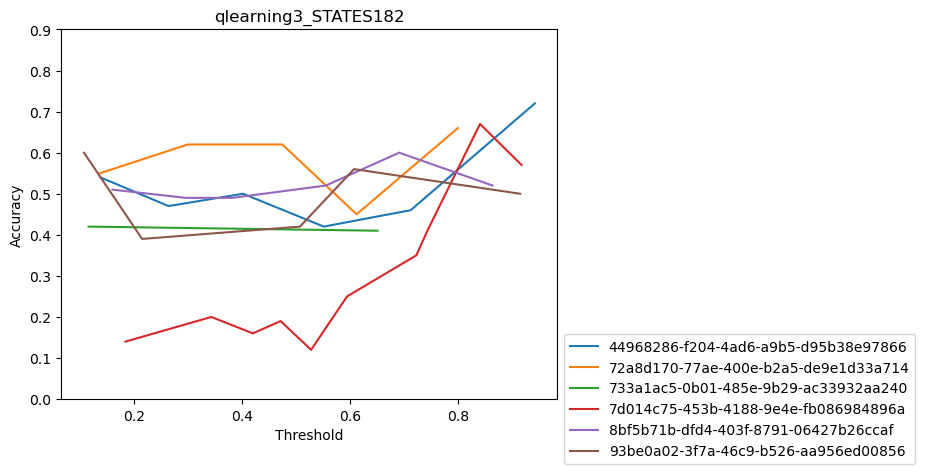 qlearning3_STATES182
0.9
0.8
0.7
0.6
0.5
0.4
0.3
0.2
0.1
0.0
Accuracy
0.2 0.4 0.6 0.8
Threshold
44968286-f204-4ad6-a9b5-d95b38e97866
72a8d170-77ae-400e-b2a5-de9e1d33a714
733a1ac5-0b01-485e-9b29-ac33932aa240
7d014c75-453b-4188-9e4e-fb086984896a
8bf5b71b-dfd4-403f-8791-06427b26ccaf
93be0a02-3f7a-46c9-b526-aa956ed00856